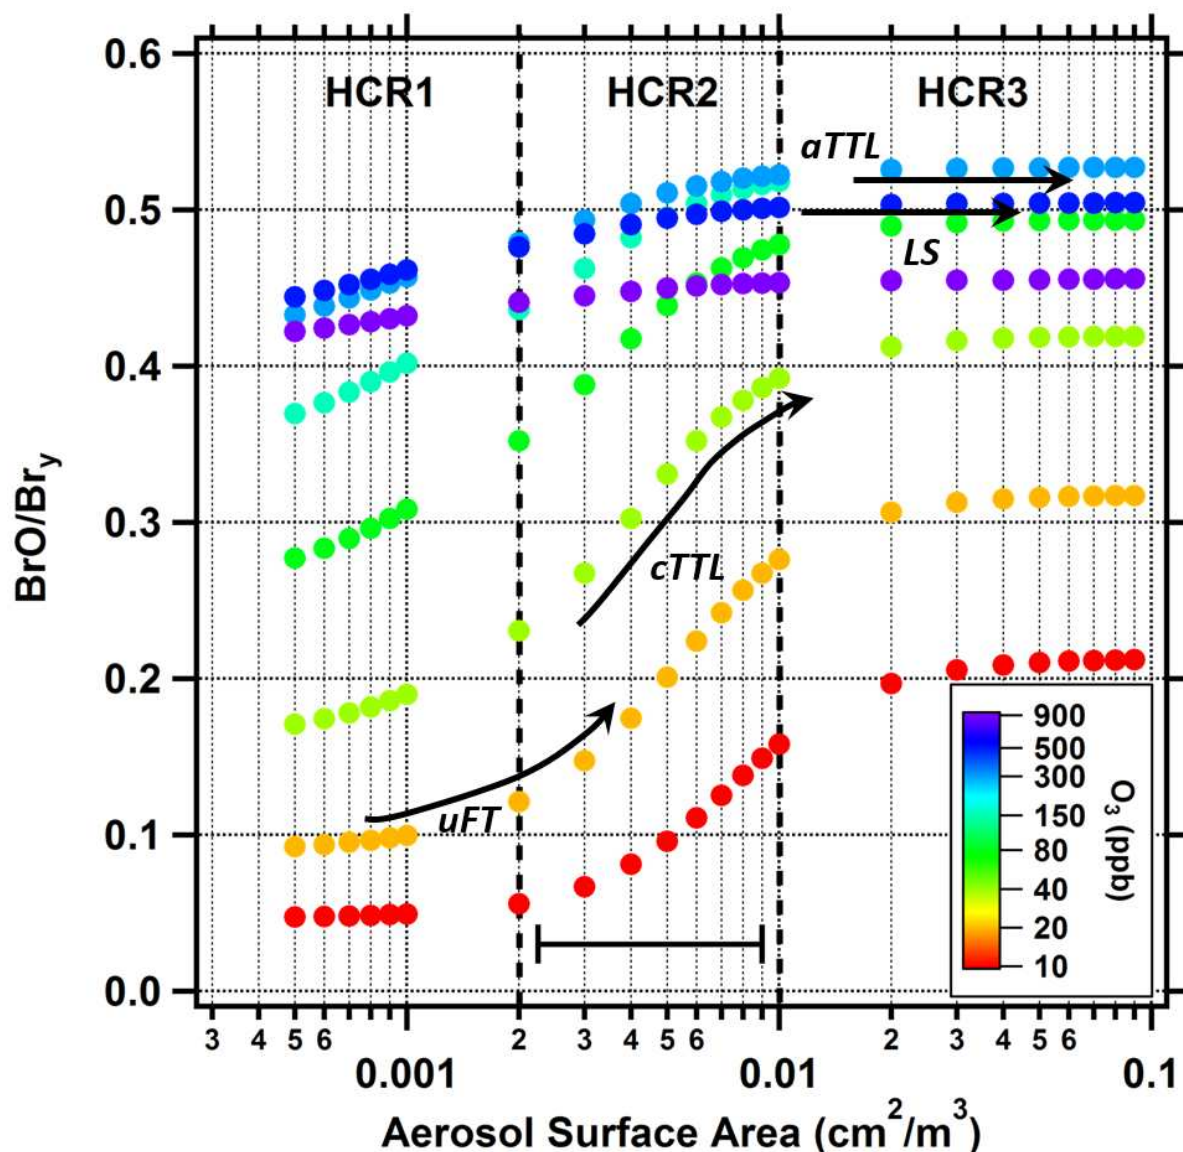 HCR1 HCR2 HCR3
aTTL
LS
cTTL
uFT
BrO/Bry
0.6
0.5
0.4
0.3
0.2
0.1
0.0
900
500
300
150
80
40
20
10
O3 (ppb)
3 4 5 6 2 3 4 5 6 2 3 4 5 6
0.001 0.01 0.1
Aerosol Surface Area (cm2/m3)